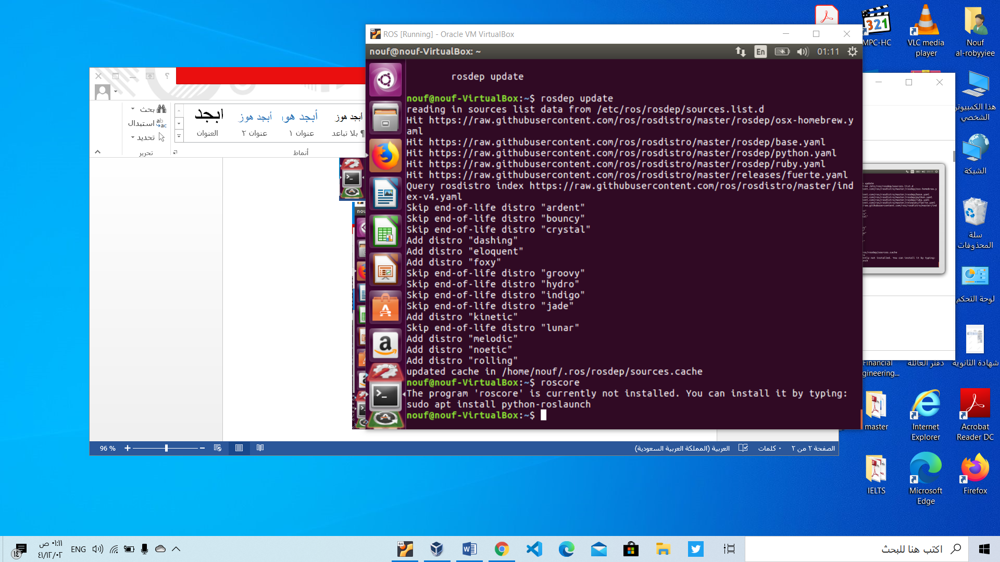 ROS [Running] - Oracle VM VirtualBox
nouf@nouf-VirtualBox: ~
En
01:11
rosdep update
nouf@nouf-VirtualBox:~$ rosdep update
reading in sources list data from /etc/ros/rosdep/sources.list.d
Hit https://raw.githubusercontent.com/ros/rosdistro/master/rosdep/osx-homebrew.y
aml
Hit https://raw.githubusercontent.com/ros/rosdistro/master/rosdep/base.yaml
Hit https://raw.githubusercontent.com/ros/rosdistro/master/rosdep/python.yaml
Hit https://raw.githubusercontent.com/ros/rosdistro/master/rosdep/ruby.yaml
Hit https://raw.githubusercontent.com/ros/rosdistro/master/releases/fuerte.yaml
Query rosdistro index https://raw.githubusercontent.com/ros/rosdistro/master/ind
ex-v4.yaml
Skip end-of-life distro "ardent"
Skip end-of-life distro "bouncy"
Skip end-of-life distro "crystal"
Add distro "dashing"
Add distro "eloquent"
Add distro "foxy"
Skip end-of-life distro "groovy"
Skip end-of-life distro "hydro"
Skip end-of-life distro "indigo"
Skip end-of-life distro "jade"
Add distro "kinetic"
Skip end-of-life distro "lunar"
Add distro "melodic"
Add distro "noetic"
Add distro "rolling"
updated cache in /home/nouf/.ros/rosdep/sources.cache
nouf@nouf-VirtualBox:~$ roscore
The program 'roscore' is currently not installed. You can install it by typing:
sudo apt install python-roslaunch
nouf@nouf-VirtualBox:~$
بحث
استبدال
تحديد
تحرير
أبجد هوز
أبجد هوز
ابجد
¶ بلا تباعد
عنوان ١
عنوان ٢
العنوان
أنماط
الصفحة ٢ من ٢
٠ كلمات
العربية (المملكة العربية السعودية)
96 %
MPC-HC
VLC media
player
Nouf
al-robyyiee
هذا الكمبيوتر
الشخصي
الشبكة
سلة
المحذوفات
لوحة التحكم
شهادة الثانوية
دفتر العائلة
Financial
gineering...
master
Internet
Explorer
Acrobat
Reader DC
IELTS
Microsoft
Edge
Firefox
اكتب هنا للبحث
ENG
٠١:١١ ص
٤١/١٢/٠٢
١٤